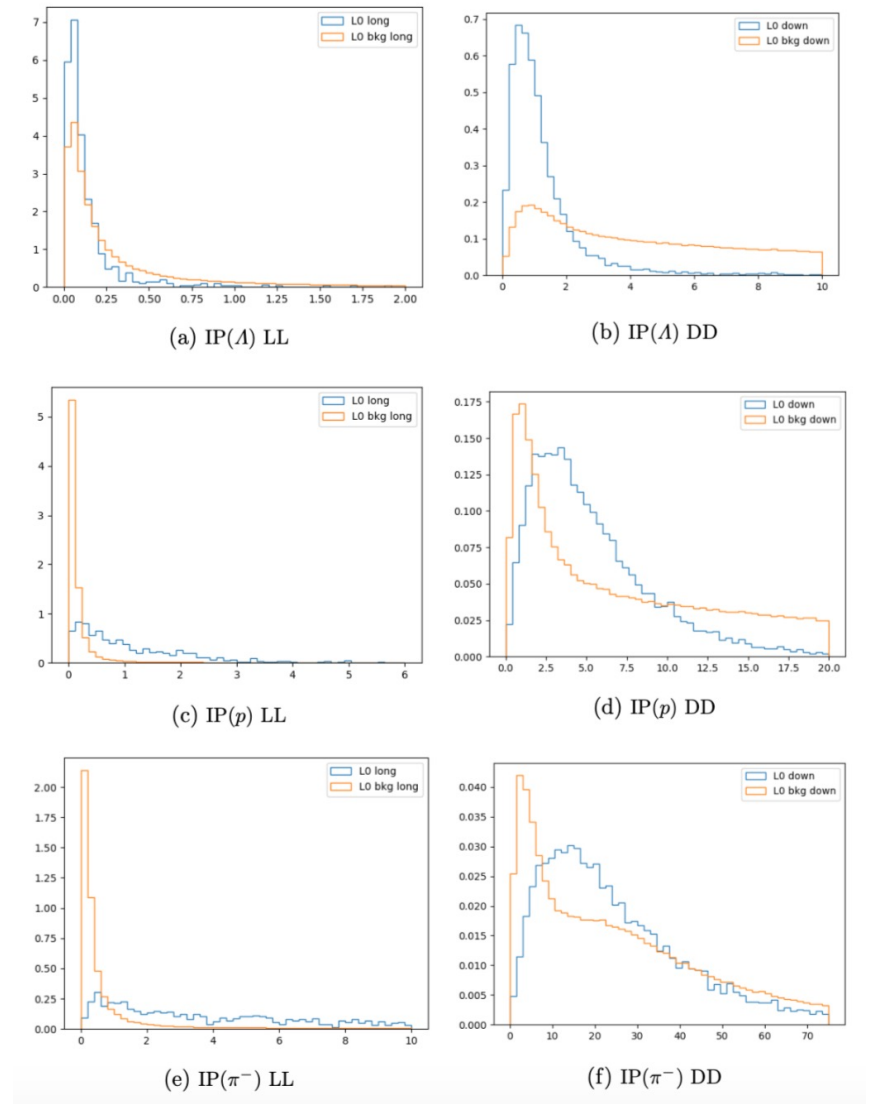 7
6
5
4
3
2
1
0
0.00 0.25 0.50 0.75 1.00 1.25 1.50 1.75 2.00
L0 long
L0 bkg long
(a) IP(Λ) LL
0.7
0.6
0.5
0.4
0.3
0.2
0.1
0.0
0 2 4 6 8 10
L0 down
L0 bkg down
(b) IP(Λ) DD
5
4
3
2
1
0
0 1 2 3 4 5 6
L0 long
L0 bkg long
(c) IP(p) LL
0.175
0.150
0.125
0.100
0.075
0.050
0.025
0.000
0.0 2.5 5.0 7.5 10.0 12.5 15.0 17.5 20.0
L0 down
L0 bkg down
(d) IP(p) DD
2.00
1.75
1.50
1.25
1.00
0.75
0.50
0.25
0.00
0 2 4 6 8 10
L0 long
L0 bkg long
(e) IP(π⁻) LL
0.040
0.035
0.030
0.025
0.020
0.015
0.010
0.005
0.000
0 10 20 30 40 50 60 70
L0 down
L0 bkg down
(f) IP(π⁻) DD